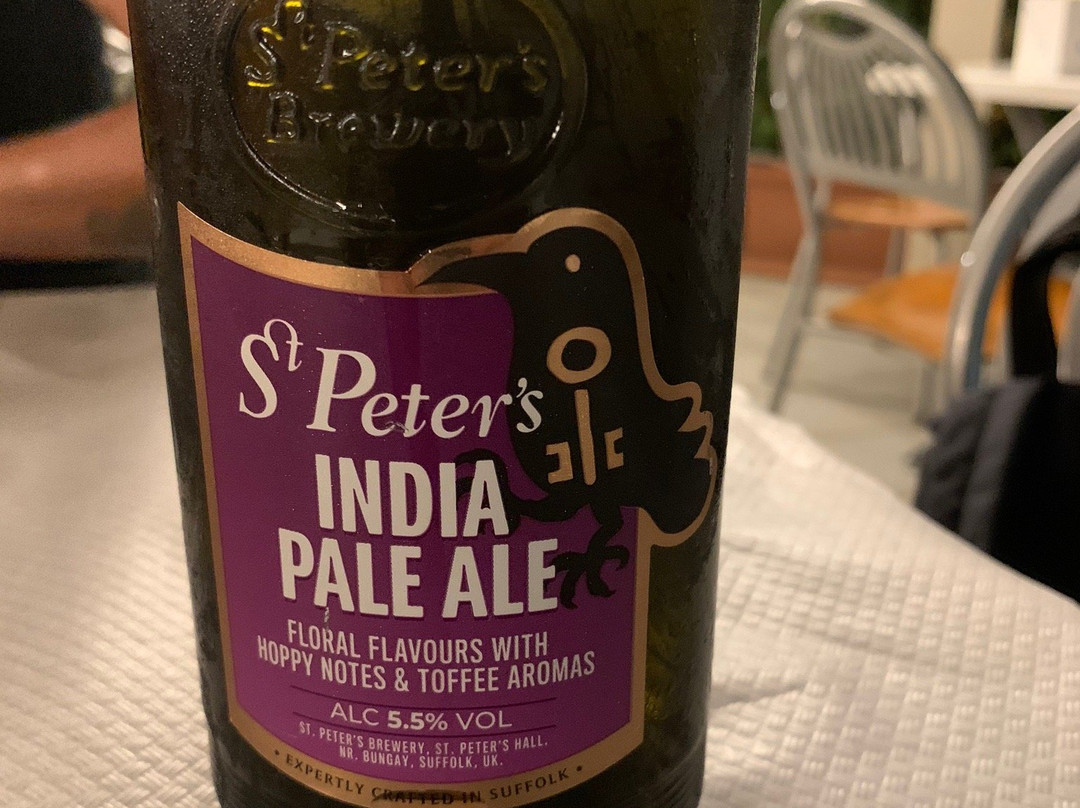 St Peter's
Brewery
St Peter's
INDIA
PALE ALE
FLORAL FLAVOURS WITH
HOPPY NOTES & TOFFEE AROMAS
ALC 5.5% VOL
ST. PETER'S BREWERY, ST. PETER'S HALL,
NR. BUNGAY, SUFFOLK, UK.
• EXPERTLY CRAFTED IN SUFFOLK •